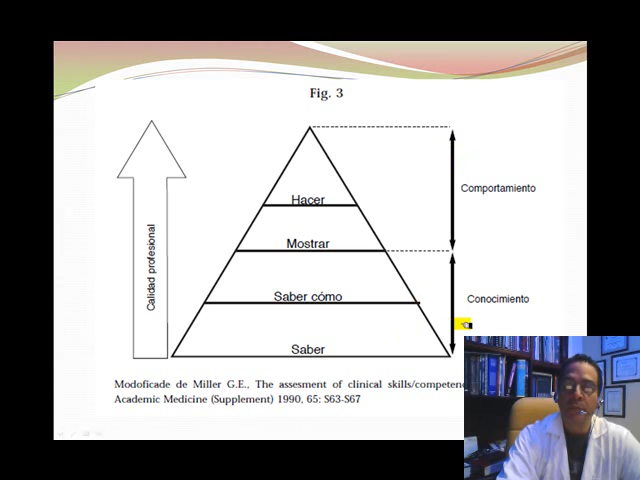 Fig. 3
Hacer
Mostrar
Saber cómo
Saber
Calidad profesional
Comportamiento
Conocimiento
Modoficade de Miller G.E., The assesment of clinical skills/competenc
Academic Medicine (Supplement) 1990, 65: S63-S67